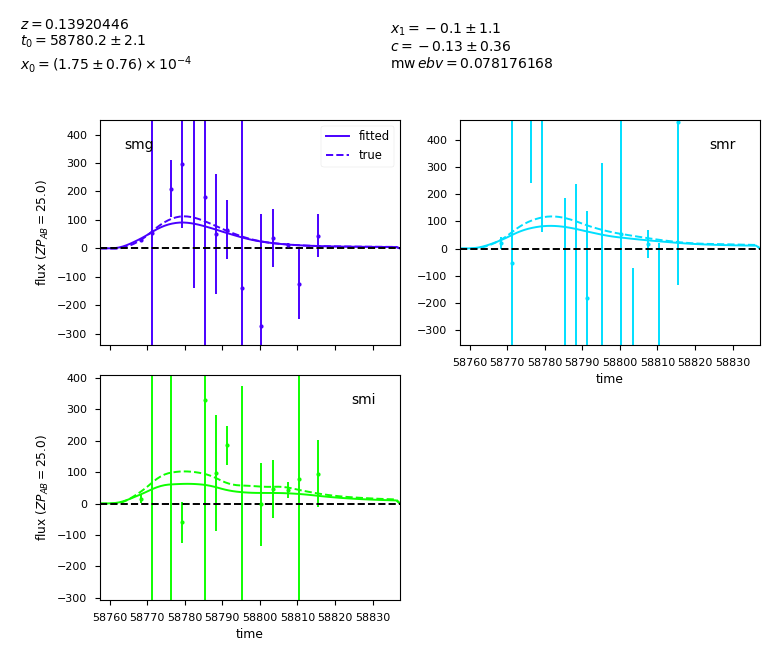 z = 0.13920446
t₀ = 58780.2 ± 2.1
x₀ = (1.75 ± 0.76) × 10⁻⁴
x₁ = −0.1 ± 1.1
c = −0.13 ± 0.36
mw ebv = 0.078176168
smg
fitted
true
400
300
200
100
0
−100
−200
−300
flux (ZP_AB = 25.0)
smr
400
300
200
100
0
−100
−200
−300
58760 58770 58780 58790 58800 58810 58820 58830
time
smi
400
300
200
100
0
−100
−200
−300
flux (ZP_AB = 25.0)
58760 58770 58780 58790 58800 58810 58820 58830
time